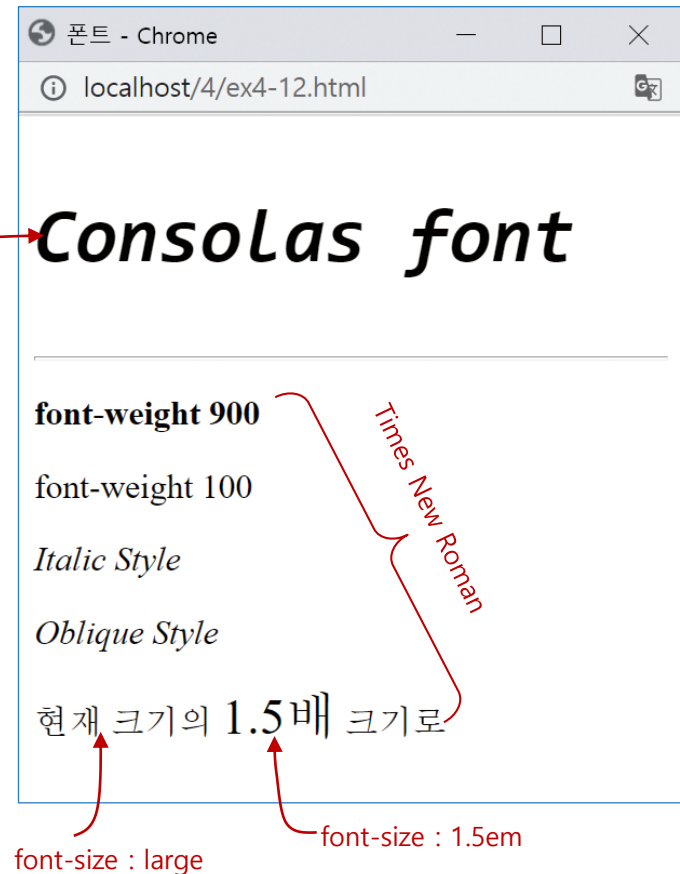 폰트 - Chrome
localhost/4/ex4-12.html
Consolas font
font-weight 900
Times New Roman
font-weight 100
Italic Style
Oblique Style
현재 크기의 1.5배 크기로
font-size : 1.5em
font-size : large